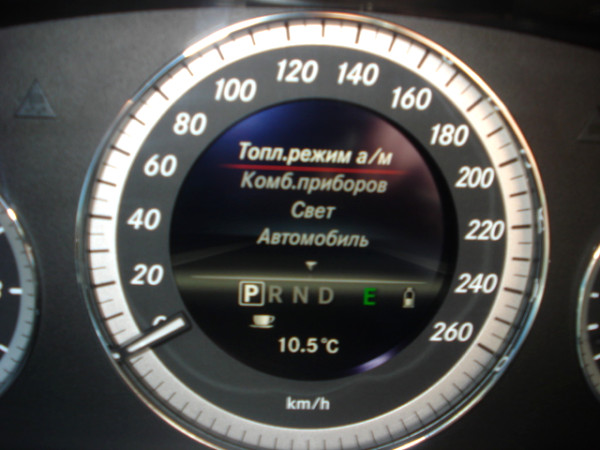 120 140
100 160
80 180
60 200
40 220
20 240
0 260
Топл.режим а/м
Комб.приборов
Свет
Автомобиль
P R N D E
10.5°C
km/h